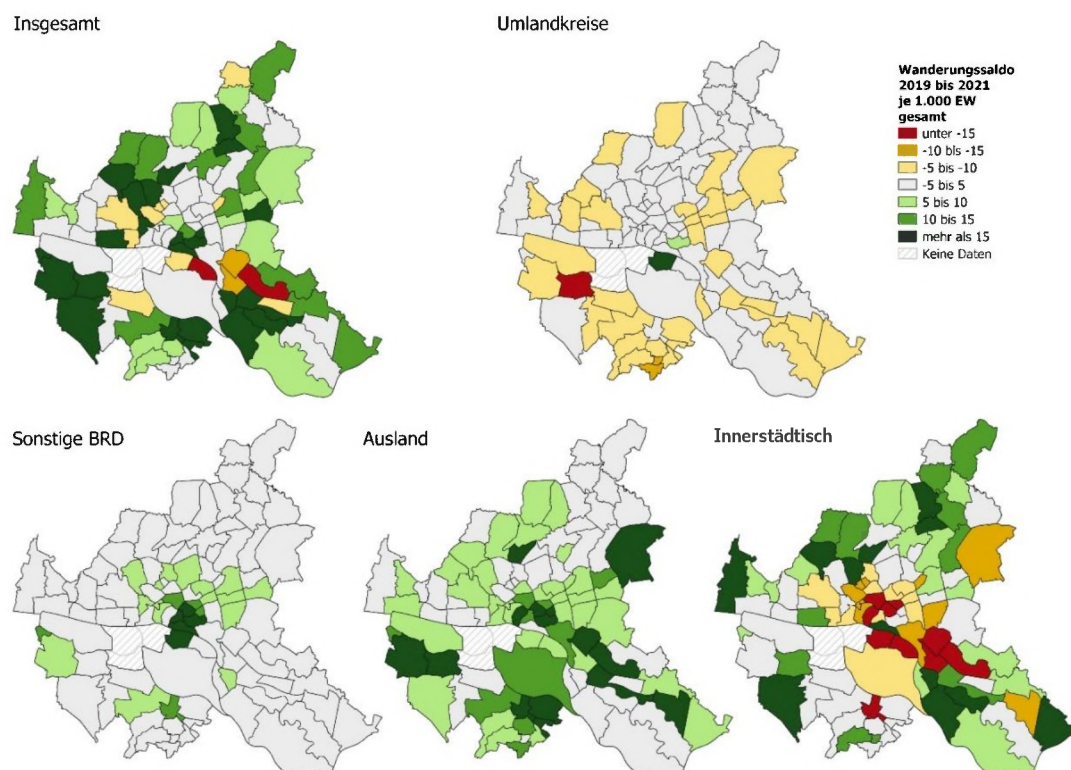 Insgesamt
Umlandkreise
Wanderungssaldo
2019 bis 2021
je 1.000 EW
gesamt
unter -15
-10 bis -15
-5 bis -10
-5 bis 5
5 bis 10
10 bis 15
mehr als 15
Keine Daten
Sonstige BRD
Ausland
Innerstädtisch